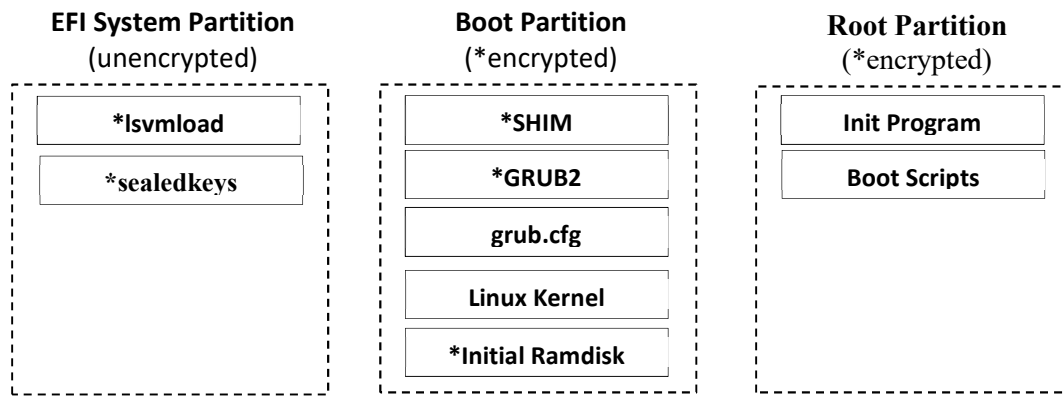 EFI System Partition
(unencrypted)
*lsvmload
*sealedkeys
Boot Partition
(*encrypted)
*SHIM
*GRUB2
grub.cfg
Linux Kernel
*Initial Ramdisk
Root Partition
(*encrypted)
Init Program
Boot Scripts